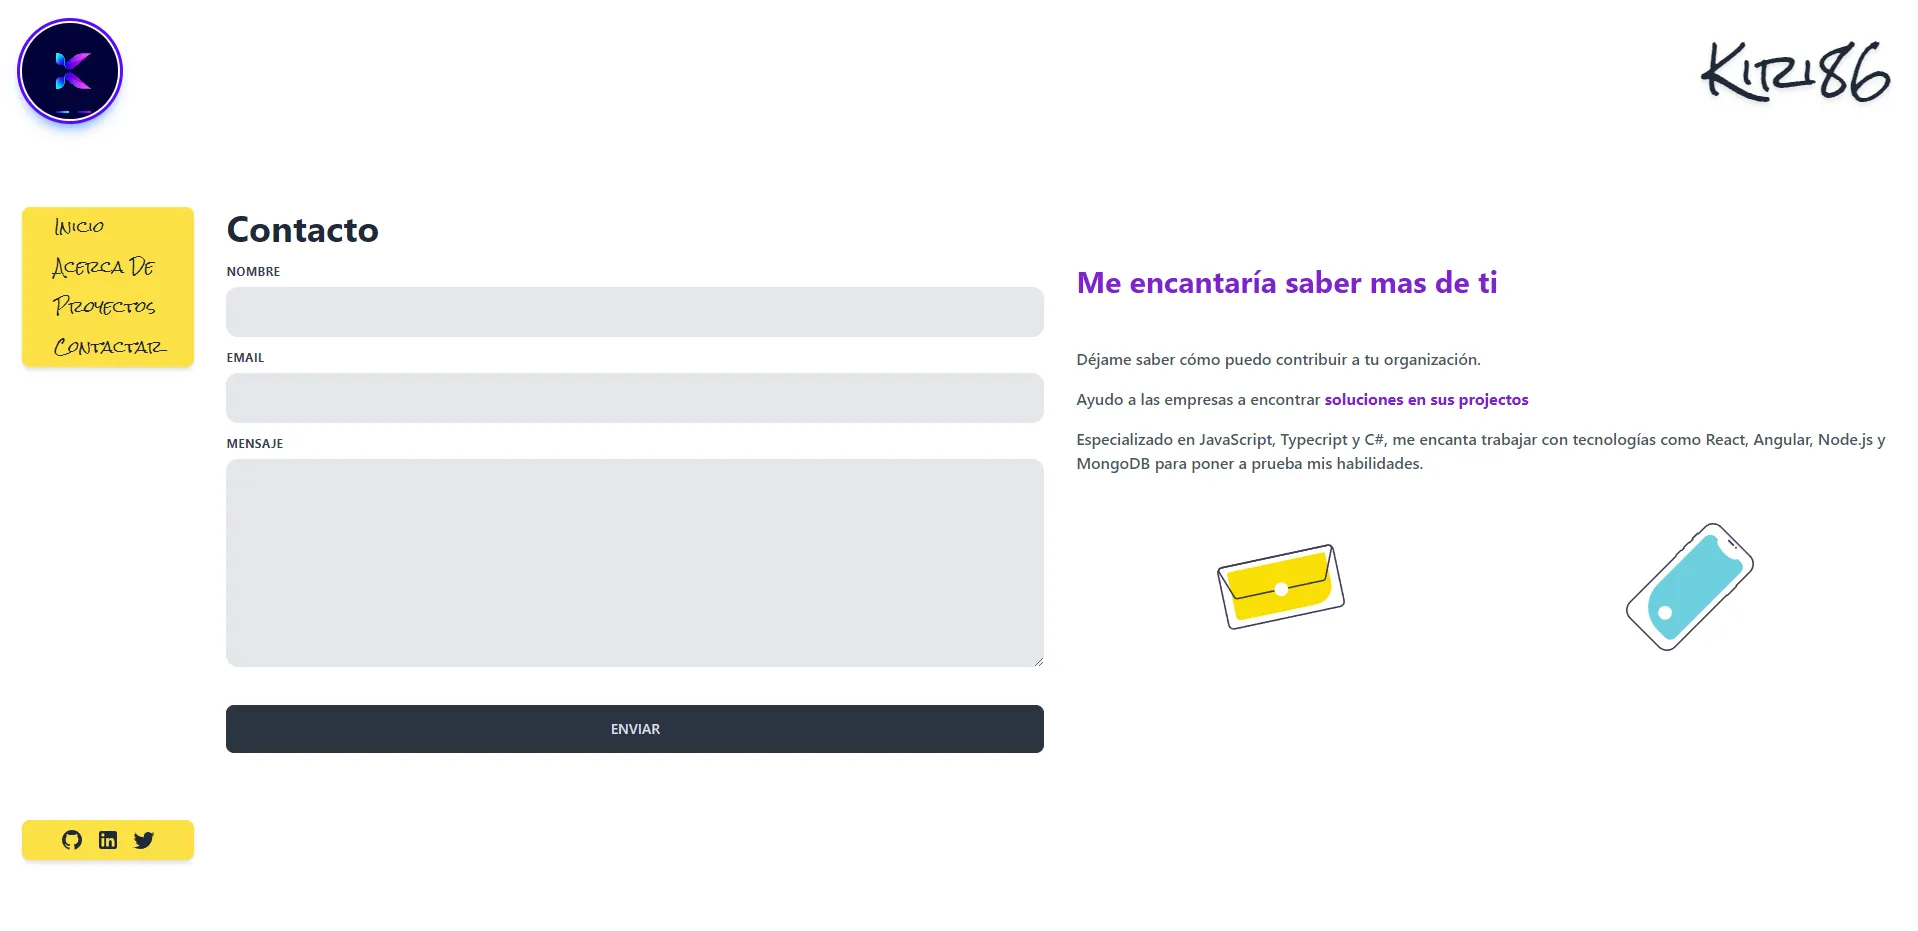 Kiri86
Inicio
Acerca De
Proyectos
Contactar
Contacto
NOMBRE
EMAIL
MENSAJE
ENVIAR
Me encantaría saber mas de ti
Déjame saber cómo puedo contribuir a tu organización.
Ayudo a las empresas a encontrar soluciones en sus projectos
Especializado en JavaScript, Typecript y C#, me encanta trabajar con tecnologías como React, Angular, Node.js y
MongoDB para poner a prueba mis habilidades.